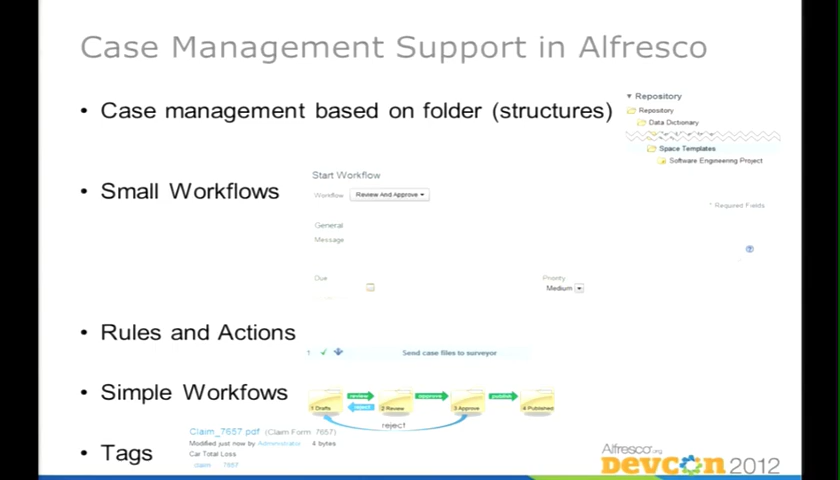 Case Management Support in Alfresco
• Case management based on folder (structures)
▼ Repository
Repository
Data Dictionary
Space Templates
Software Engineering Project
• Small Workflows
Start Workflow
Workflow Review And Approve
* Required Fields
General
Message
Due
Priority
Medium
• Rules and Actions
1 Send case files to surveyor
• Simple Workfows
review approve publish
reject
1 Drafts 2 Review 3 Approve 4 Published
reject
• Tags
Claim_7657 pdf (Claim Form 7657)
Modified just now by Administrator 4 bytes
Car Total Loss
claim 7657
Alfresco.org
DEVCON 2012